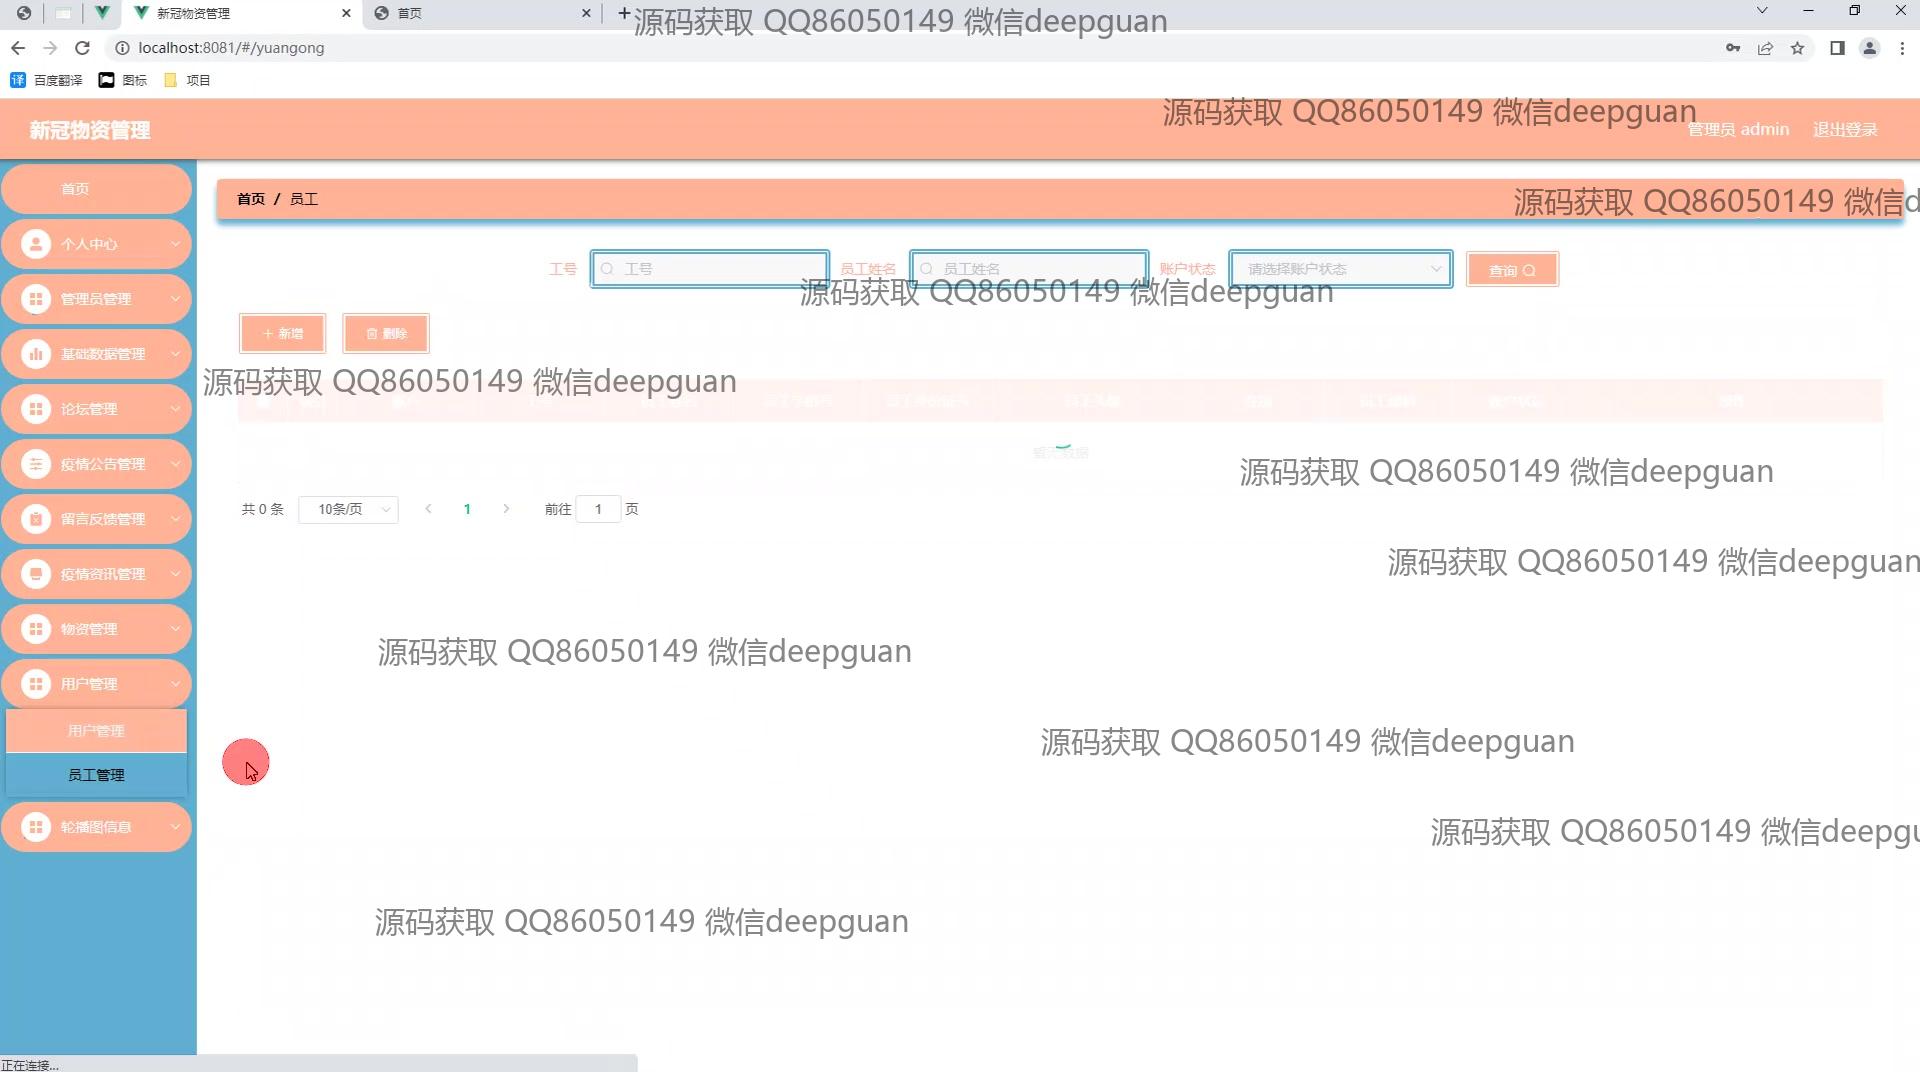 新冠物资管理
首页
源码获取 QQ86050149 微信deepguan
localhost:8081/#/yuangong
百度翻译
图标
项目
新冠物资管理
源码获取 QQ86050149 微信deepguan
管理员 admin
退出登录
首页
首页 / 员工
源码获取 QQ86050149 微信d
个人中心
工号
工号
员工姓名
员工姓名
账户状态
请选择账户状态
查询
源码获取 QQ86050149 微信deepguan
管理员管理
新增
删除
基础数据管理
源码获取 QQ86050149 微信deepguan
论坛管理
暂无数据
疫情公告管理
源码获取 QQ86050149 微信deepguan
共 0 条
10条/页
1
前往 1 页
留言反馈管理
源码获取 QQ86050149 微信deepguan
疫情资讯管理
物资管理
源码获取 QQ86050149 微信deepguan
用户管理
用户管理
源码获取 QQ86050149 微信deepguan
员工管理
轮播图信息
源码获取 QQ86050149 微信deepgu
源码获取 QQ86050149 微信deepguan
正在连接...